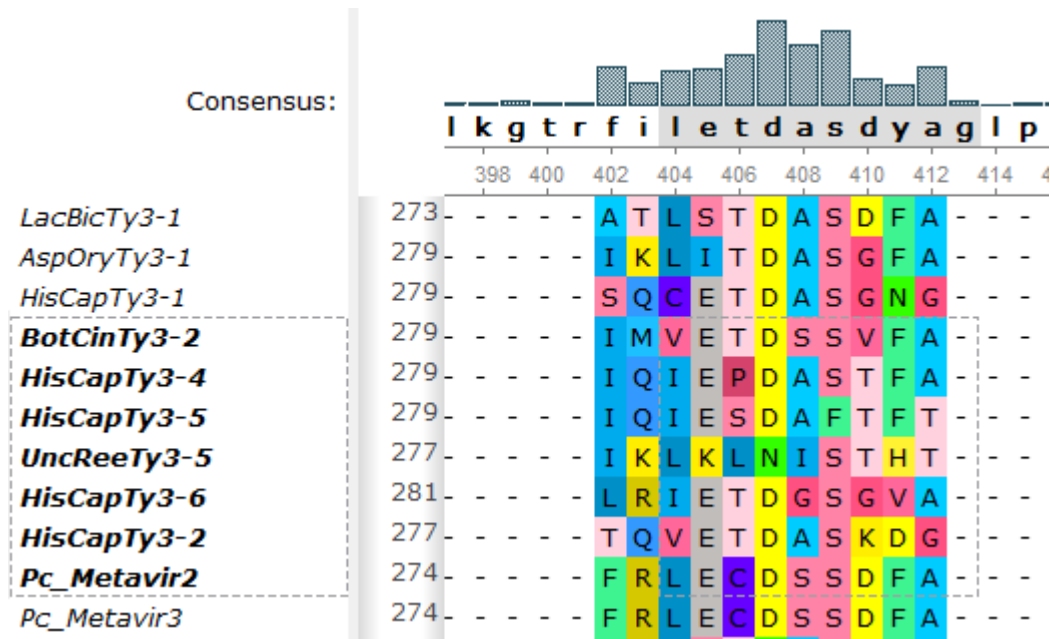 Consensus:
l k g t r f i l e t d a s d y a g l p
398 400 402 404 406 408 410 412 414
LacBicTy3-1 273 - - - - - A T L S T D A S D F A - - -
AspOryTy3-1 279 - - - - - I K L I T D A S G F A - - -
HisCapTy3-1 279 - - - - - S Q C E T D A S G N G - - -
BotCinTy3-2 279 - - - - - I M V E T D S S V F A - - -
HisCapTy3-4 279 - - - - - I Q I E P D A S T F A - - -
HisCapTy3-5 279 - - - - - I Q I E S D A F T F T - - -
UncReeTy3-5 277 - - - - - I K L K L N I S T H T - - -
HisCapTy3-6 281 - - - - - L R I E T D G S G V A - - -
HisCapTy3-2 277 - - - - - T Q V E T D A S K D G - - -
Pc_Metavir2 274 - - - - - F R L E C D S S D F A - - -
Pc_Metavir3 274 - - - - - F R L E C D S S D F A - - -